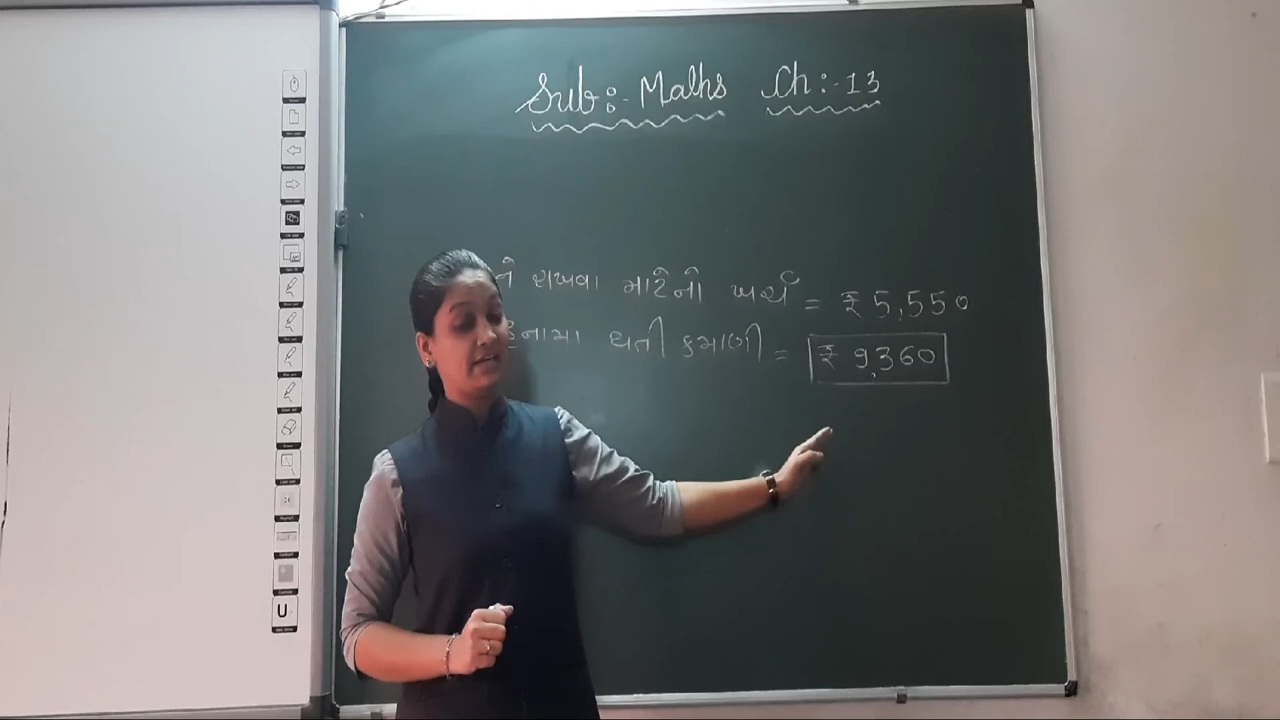 Sub:- Maths Ch:-13
રાખવા માટેનો ખર્ચ = ₹5,550
થતી કમાણી = ₹ 9,360
U